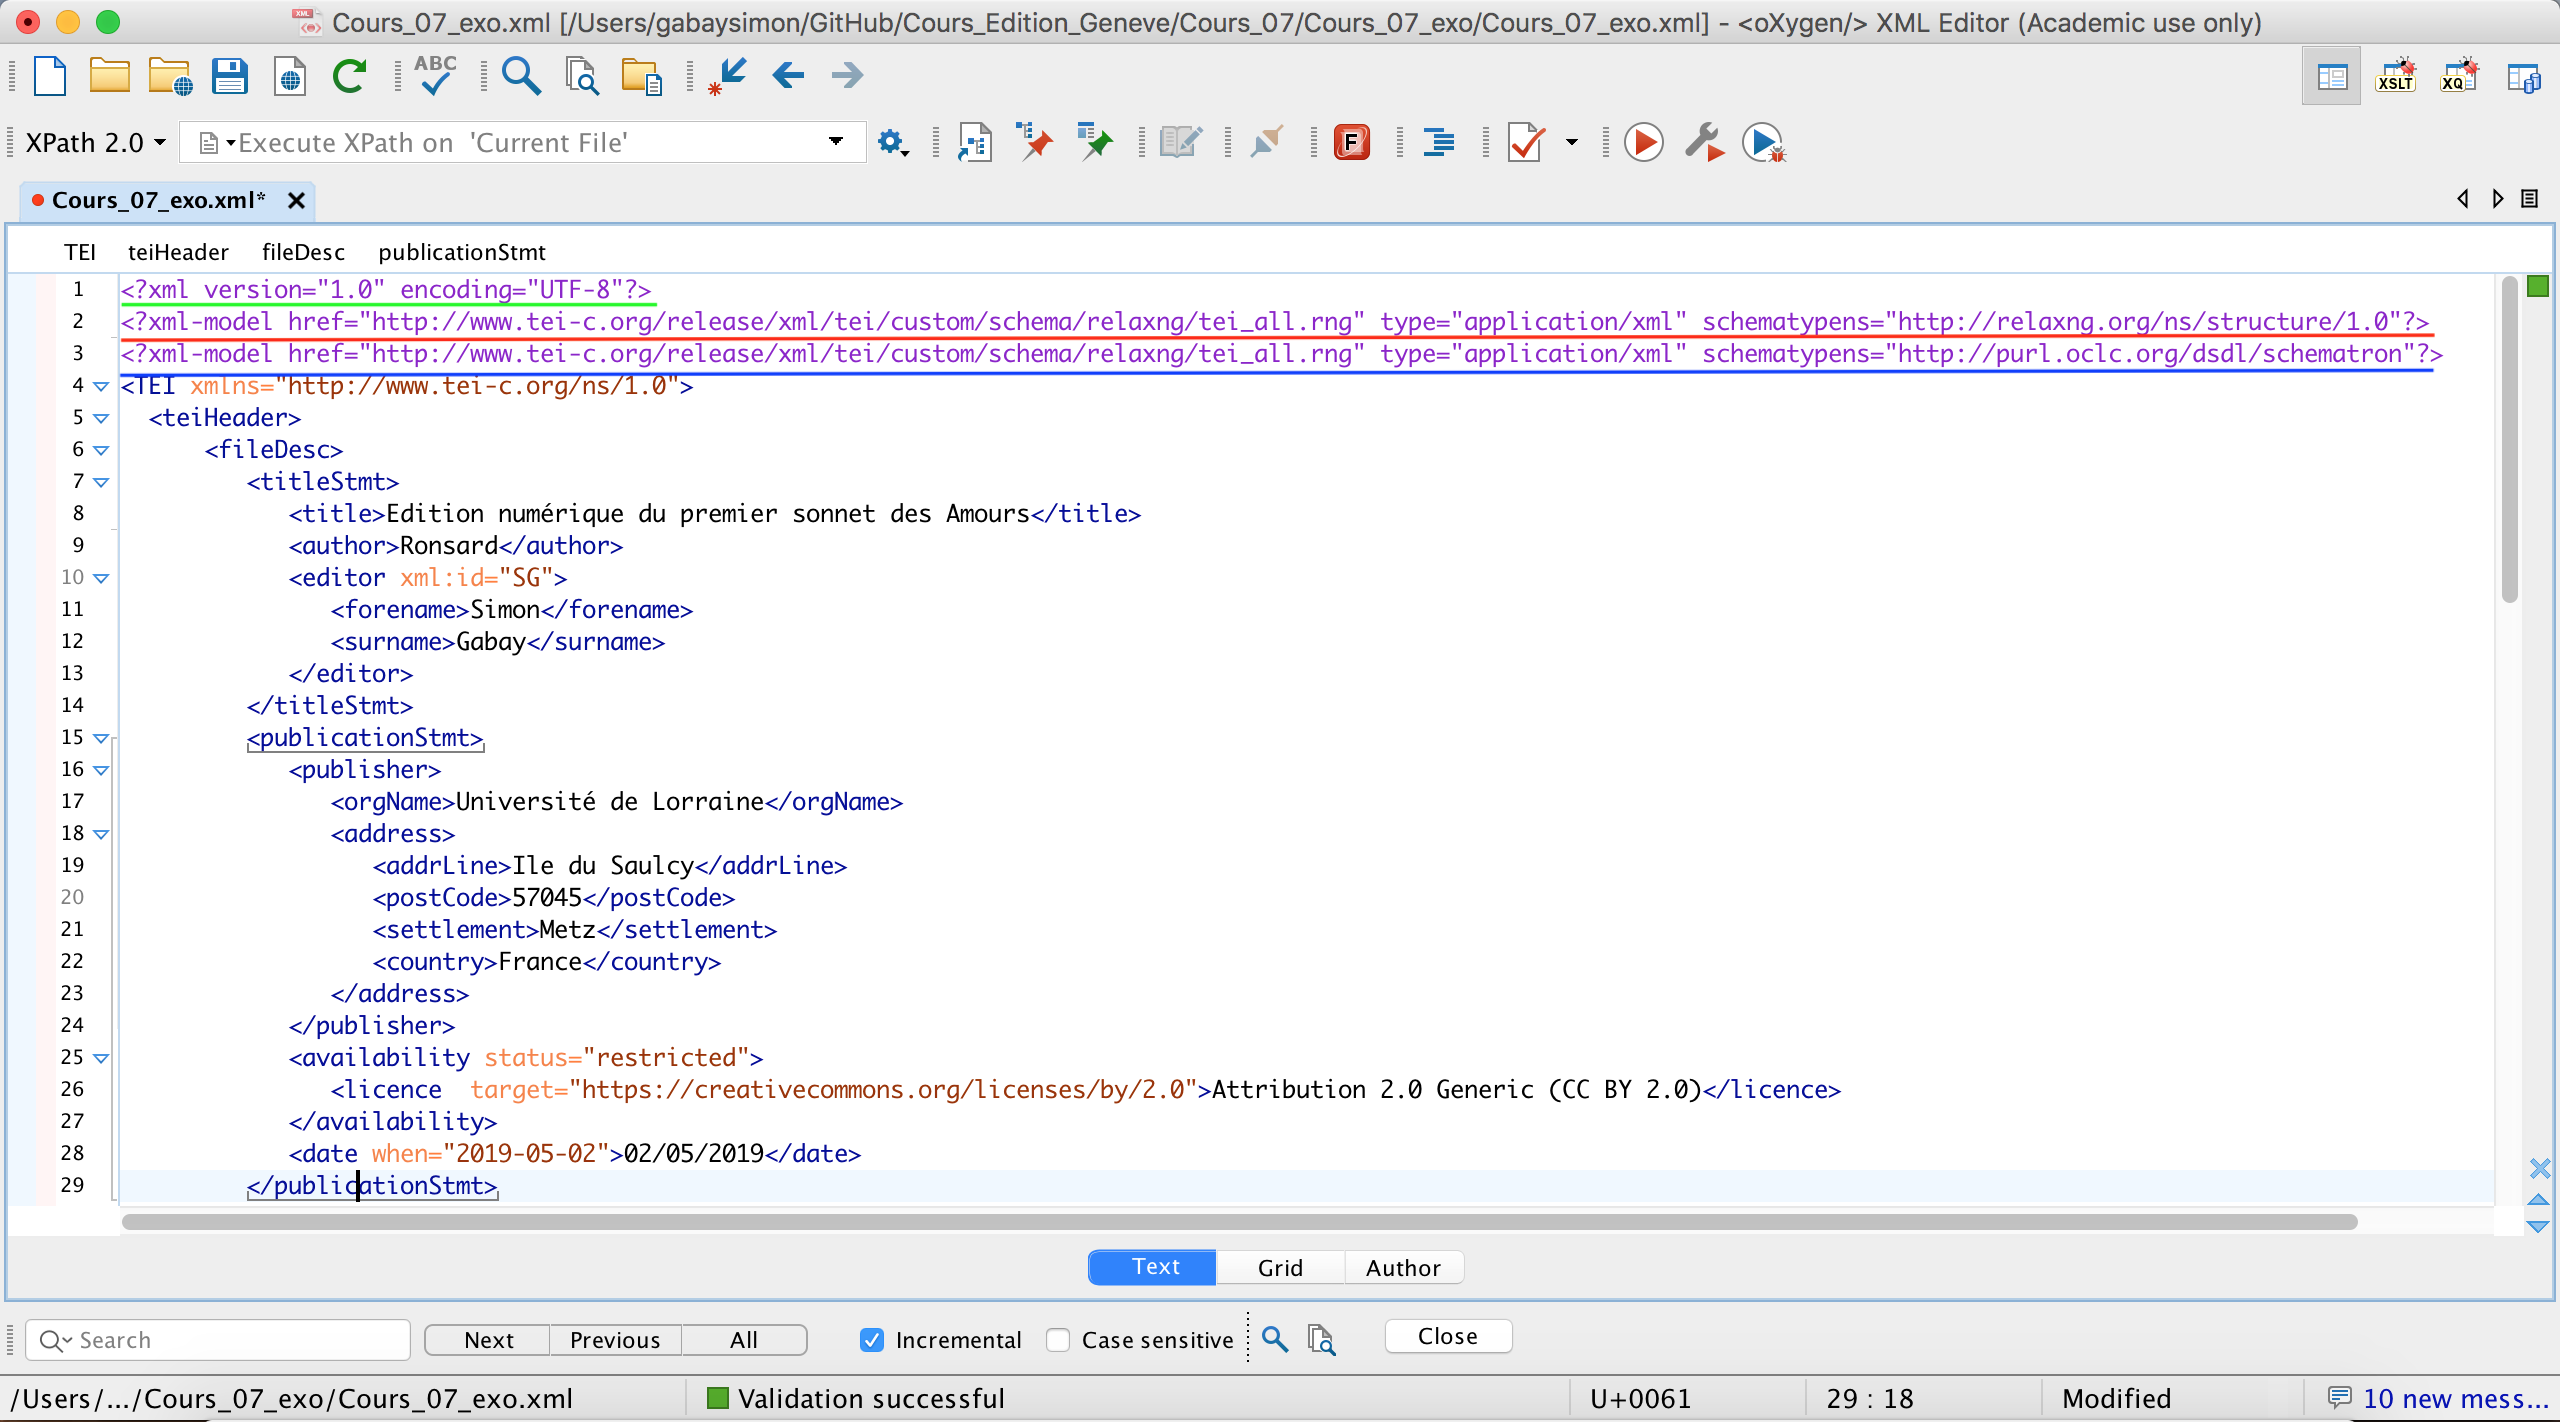 Cours_07_exo.xml [/Users/gabaysimon/GitHub/Cours_Edition_Geneve/Cours_07/Cours_07_exo/Cours_07_exo.xml] - <oXygen/> XML Editor (Academic use only)
ABC
XSLT
XQ
XPath 2.0
Execute XPath on 'Current File'
F
Cours_07_exo.xml*
TEI teiHeader fileDesc publicationStmt
1 <?xml version="1.0" encoding="UTF-8"?>
2 <?xml-model href="http://www.tei-c.org/release/xml/tei/custom/schema/relaxng/tei_all.rng" type="application/xml" schematypens="http://relaxng.org/ns/structure/1.0"?>
3 <?xml-model href="http://www.tei-c.org/release/xml/tei/custom/schema/relaxng/tei_all.rng" type="application/xml" schematypens="http://purl.oclc.org/dsdl/schematron"?>
4 <TEI xmlns="http://www.tei-c.org/ns/1.0">
5 <teiHeader>
6 <fileDesc>
7 <titleStmt>
8 <title>Edition numérique du premier sonnet des Amours</title>
9 <author>Ronsard</author>
10 <editor xml:id="SG">
11 <forename>Simon</forename>
12 <surname>Gabay</surname>
13 </editor>
14 </titleStmt>
15 <publicationStmt>
16 <publisher>
17 <orgName>Université de Lorraine</orgName>
18 <address>
19 <addrLine>Ile du Saulcy</addrLine>
20 <postCode>57045</postCode>
21 <settlement>Metz</settlement>
22 <country>France</country>
23 </address>
24 </publisher>
25 <availability status="restricted">
26 <licence  target="https://creativecommons.org/licenses/by/2.0">Attribution 2.0 Generic (CC BY 2.0)</licence>
27 </availability>
28 <date when="2019-05-02">02/05/2019</date>
29 </publicationStmt>
Text Grid Author
Search Next Previous All Incremental Case sensitive Close
/Users/.../Cours_07_exo/Cours_07_exo.xml Validation successful U+0061 29 : 18 Modified 10 new mess...